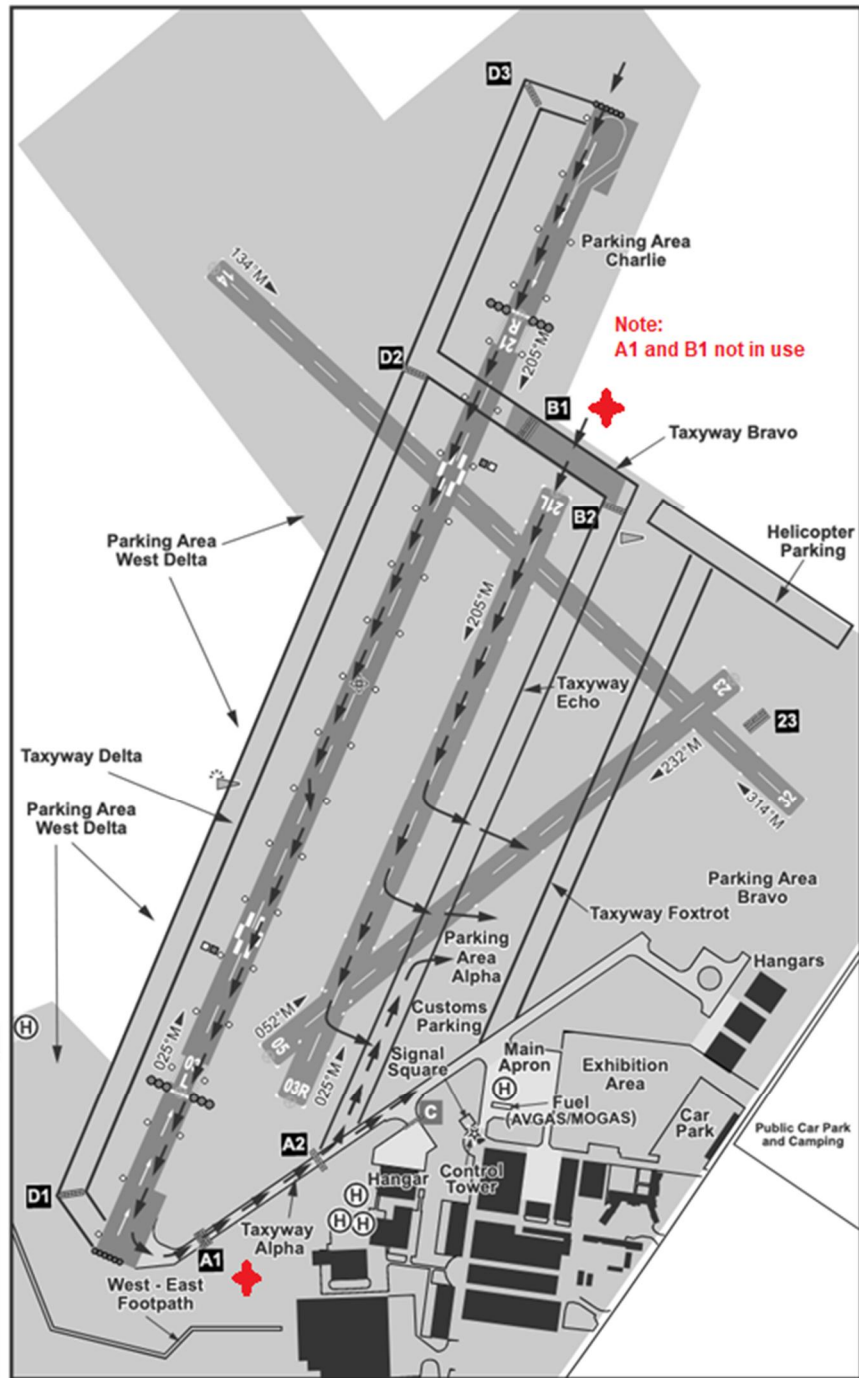 D3
Parking Area
Charlie
134°M
14
Note:
A1 and B1 not in use
R 21
205°M
D2
B1
Taxyway Bravo
21L
B2
Helicopter
Parking
Parking Area
West Delta
205°M
Taxyway
Echo
23
23
232°M
314°M
32
Taxyway Delta
Parking Area
West Delta
Parking Area
Bravo
Taxyway Foxtrot
Parking
Area
Alpha
Hangars
H
025°M
052°M
05
03R
025°M
Customs
Parking
Signal
Square
Main
Apron
Exhibition
Area
H
Fuel
(AVGAS/MOGAS)
C
Car
Park
Public Car Park
and Camping
03
L
A2
Control
Tower
Hangar
D1
Taxyway
Alpha
H
H
H
A1
West - East
Footpath